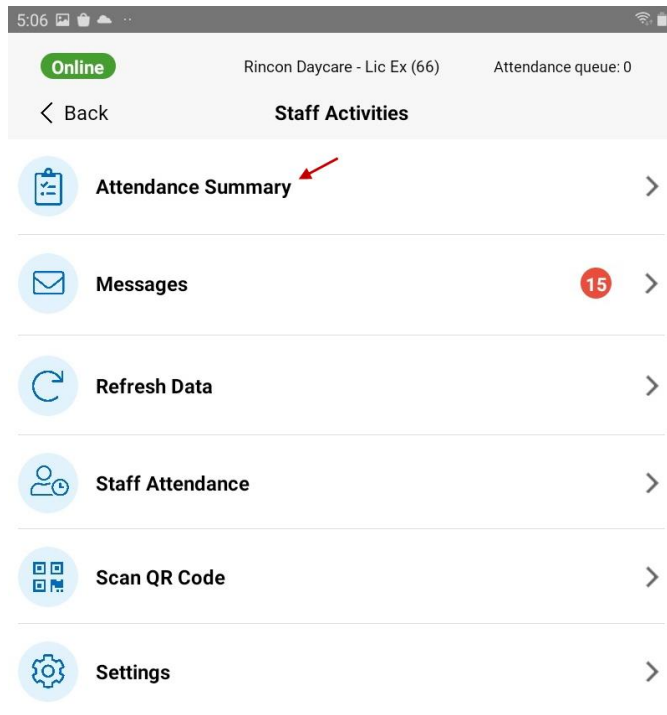 5:06
Online Rincon Daycare - Lic Ex (66) Attendance queue: 0
Back Staff Activities
Attendance Summary
Messages 15
Refresh Data
Staff Attendance
Scan QR Code
Settings